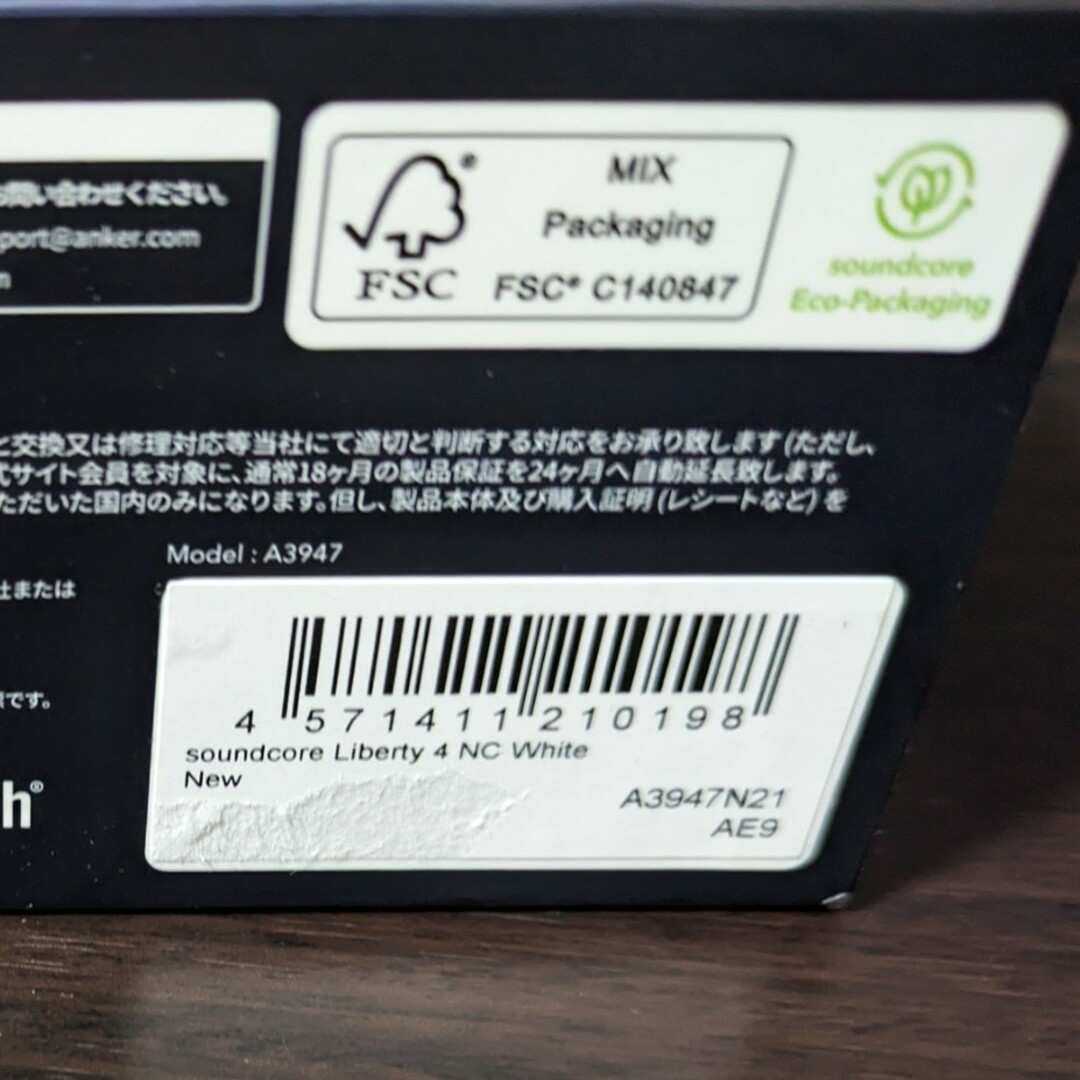 お問い合わせください。
port@anker.com
MIX
Packaging
FSC® C140847
FSC
soundcore
Eco-Packaging
と交換又は修理対応等当社にて適切と判断する対応をお承り致します (ただし、
式サイト会員を対象に、通常18ヶ月の製品保証を24ヶ月へ自動延長致します。
ただいた国内のみになります。但し、製品本体及び購入証明 (レシートなど) を
Model : A3947
社または
です。
h®
4 571411 210198
soundcore Liberty 4 NC White
New
A3947N21
AE9